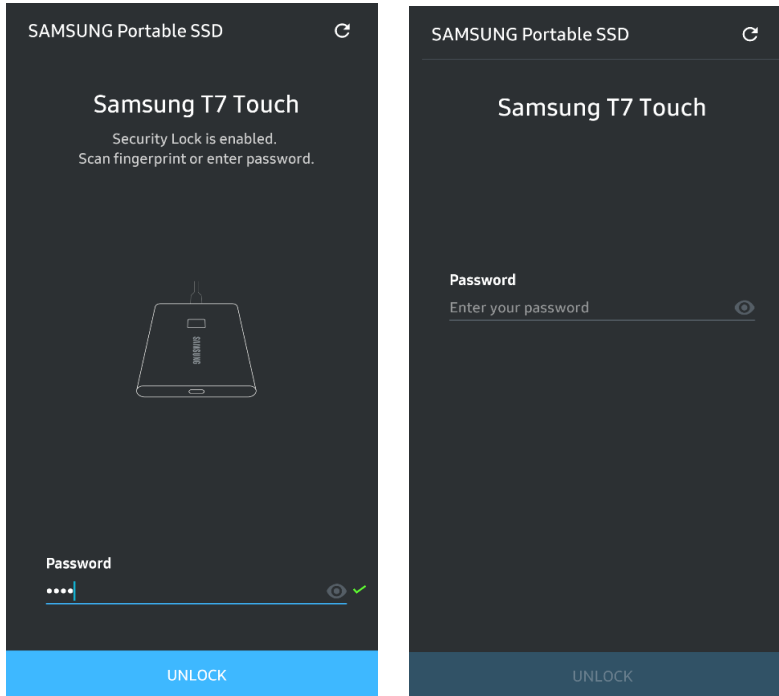 SAMSUNG Portable SSD
Samsung T7 Touch
Security Lock is enabled.
Scan fingerprint or enter password.
SAMSUNG
Password
••••
UNLOCK
SAMSUNG Portable SSD
Samsung T7 Touch
Password
Enter your password
UNLOCK